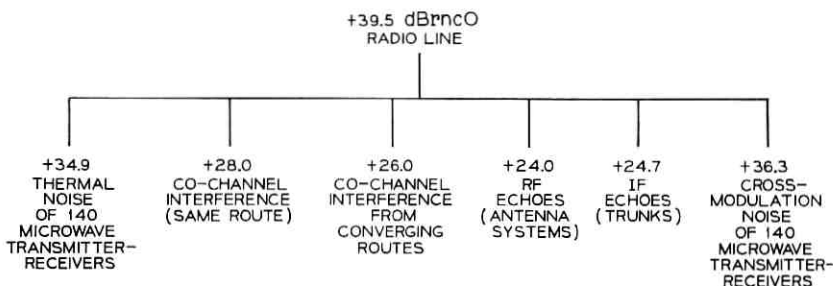 +39.5 dBrncO
RADIO LINE
+34.9
THERMAL
NOISE
OF 140
MICROWAVE
TRANSMITTER-
RECEIVERS
+28.0
CO-CHANNEL
INTERFERENCE
(SAME ROUTE)
+26.0
CO-CHANNEL
INTERFERENCE
FROM
CONVERGING
ROUTES
+24.0
RF
ECHOES
(ANTENNA
SYSTEMS)
+24.7
IF
ECHOES
(TRUNKS)
+36.3
CROSS-
MODULATION
NOISE
OF 140
MICROWAVE
TRANSMITTER-
RECEIVERS